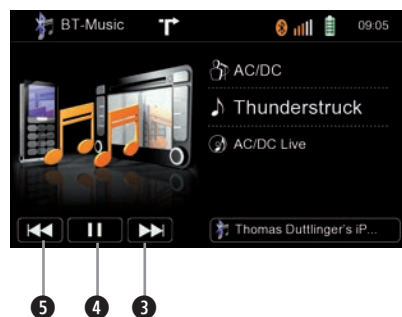 BT-Music 09:05
AC/DC
Thunderstruck
AC/DC Live
Thomas Duttlinger's iP...
5 4 3